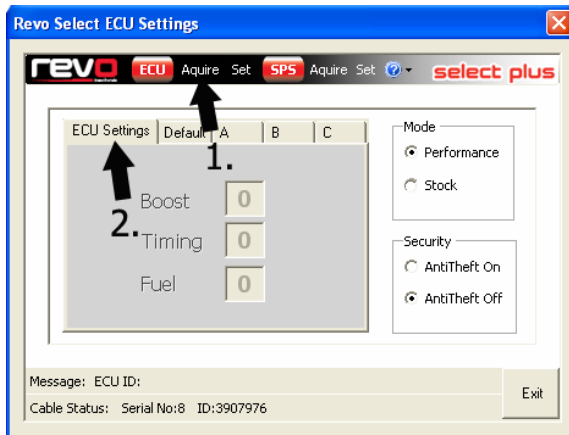 Revo Select ECU Settings
revo ECU Aquire Set SPS Aquire Set ? select plus
ECU Settings Default A B C
1.
2.
Boost 0
Timing 0
Fuel 0
Mode
Performance
Stock
Security
AntiTheft On
AntiTheft Off
Message: ECU ID:
Cable Status: Serial No:8 ID:3907976
Exit